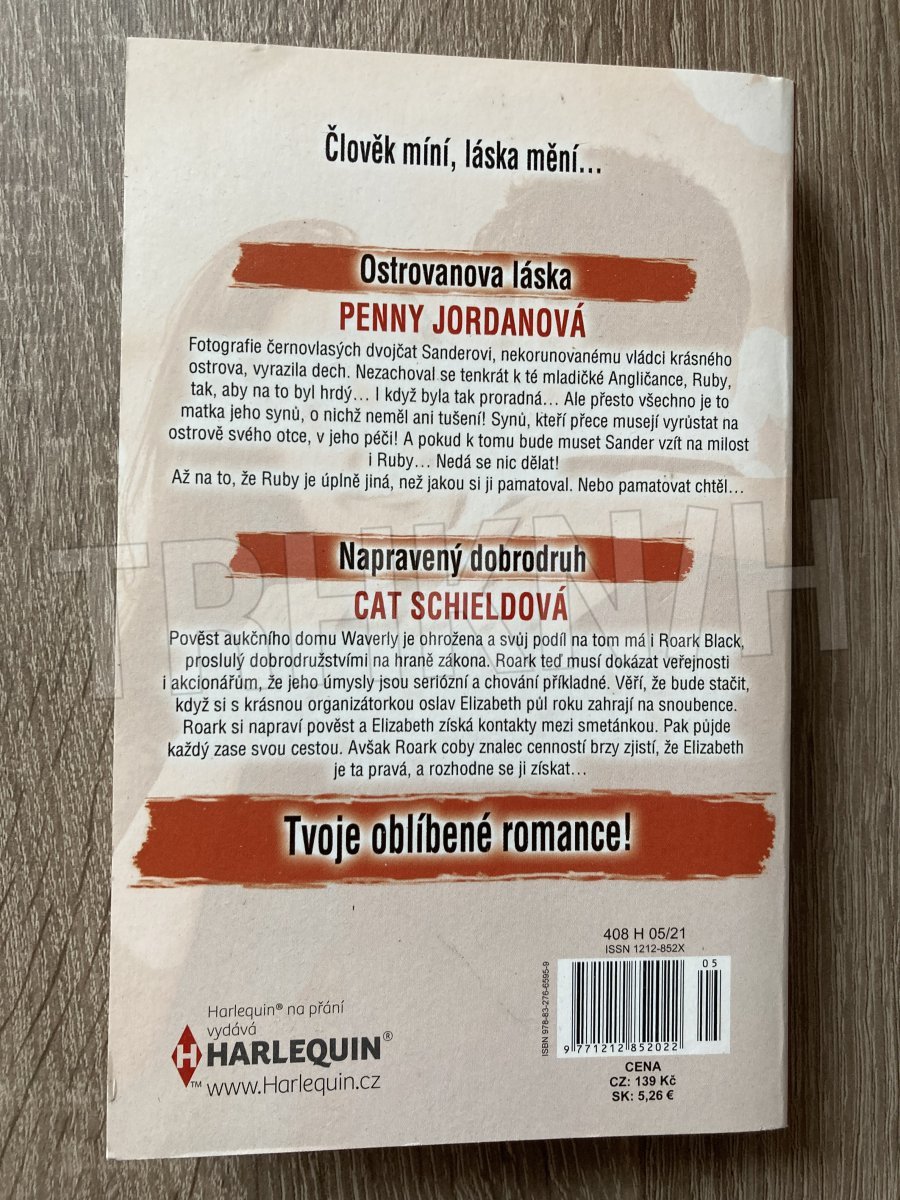 Člověk míní, láska mění...
Ostrovanova láska
PENNY JORDANOVÁ
Fotografie černovlasých dvojčat Sanderovi, nekorunovanému vládci krásného
ostrova, vyrazila dech. Nezachoval se tenkrát k té mladičké Angličance, Ruby,
tak, aby na to byl hrdý... I když byla tak proradná... Ale přesto všechno je to
matka jeho synů, o nichž neměl ani tušení! Synů, kteří přece musejí vyrůstat na
ostrově svého otce, v jeho péči! A pokud k tomu bude muset Sander vzít na milost
i Ruby... Nedá se nic dělat!
Až na to, že Ruby je úplně jiná, než jakou si ji pamatoval. Nebo pamatovat chtěl...
Napravený dobrodruh
CAT SCHIELDOVÁ
Pověst aukčního domu Waverly je ohrožena a svůj podíl na tom má i Roark Black,
proslulý dobrodružstvími na hraně zákona. Roark teď musí dokázat veřejnosti
i akcionářům, že jeho úmysly jsou seriózní a chování příkladné. Věří, že bude stačit,
když si s krásnou organizátorkou oslav Elizabeth půl roku zahrají na snoubence.
Roark si napraví pověst a Elizabeth získá kontakty mezi smetánkou. Pak půjde
každý zase svou cestou. Avšak Roark coby znalec cenností brzy zjistí, že Elizabeth
je ta pravá, a rozhodne se ji získat...
Tvoje oblíbené romance!
408 H 05/21
ISSN 1212-852X
05
ISBN 978-83-276-6595-9
9 771212 852022
CENA
CZ: 139 Kč
SK: 5,26 €
Harlequin® na přání
vydává
H HARLEQUIN®
™ www.Harlequin.cz
TBHKN/H